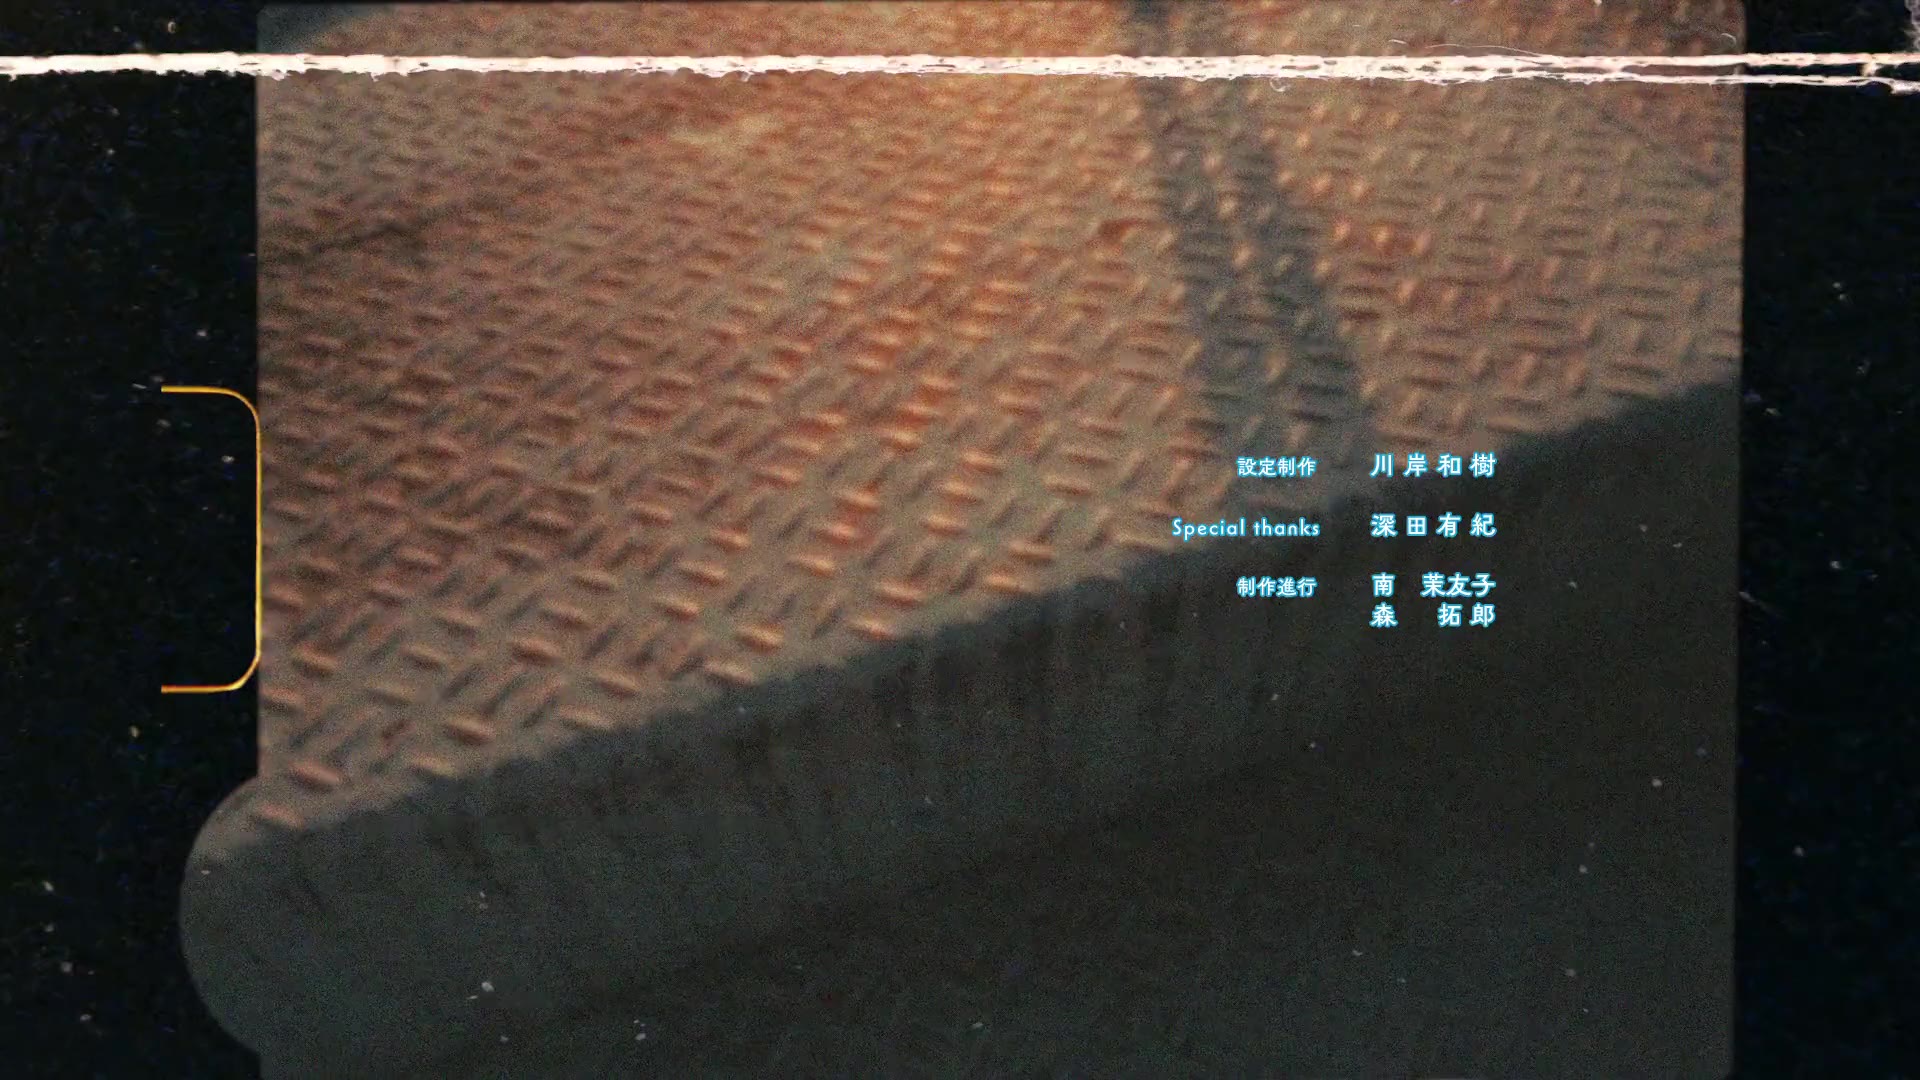 設定制作 川岸和樹
Special thanks 深田有紀
制作進行 南 茉友子
森 拓郎